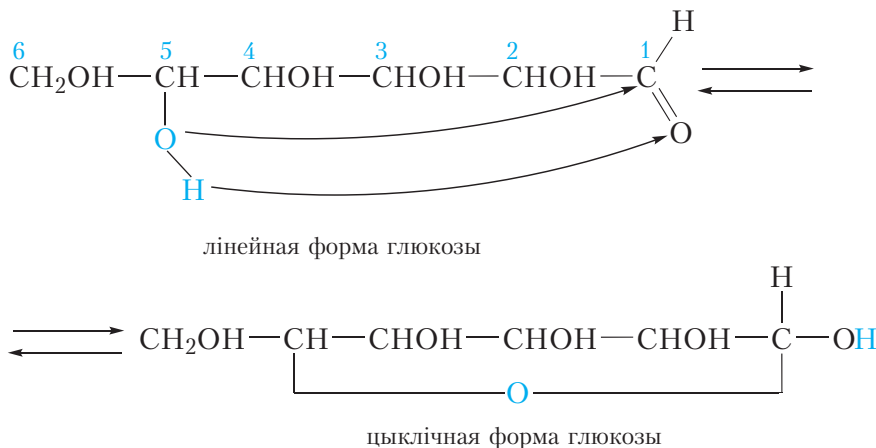 H
6 5 4 3 2 1
CH₂OH—CH—CHOH—CHOH—CHOH—C
O O
H
лінейная форма глюкозы
H
CH₂OH—CH—CHOH—CHOH—CHOH—C—OH
O
цыклічная форма глюкозы